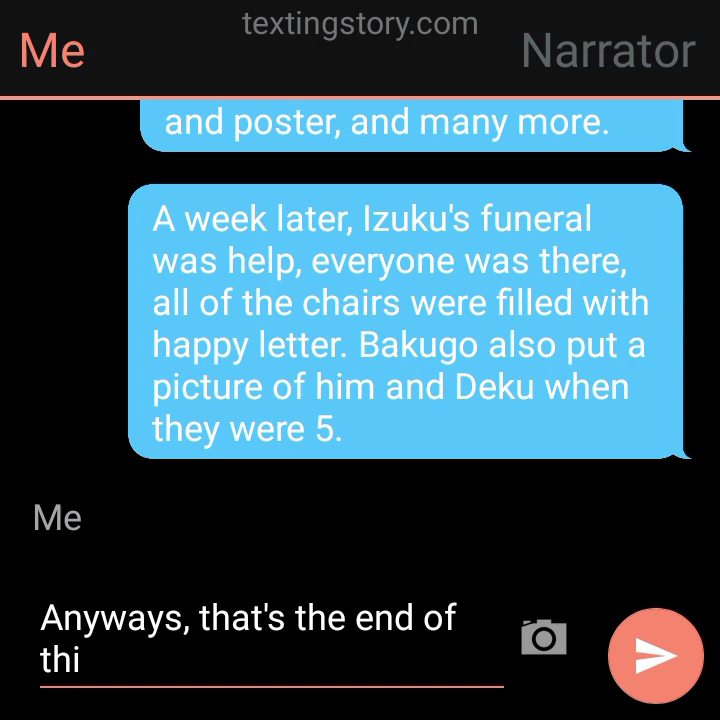 textingstory.com
Me
Narrator
and poster, and many more.
A week later, Izuku's funeral
was help, everyone was there,
all of the chairs were filled with
happy letter. Bakugo also put a
picture of him and Deku when
they were 5.
Me
Anyways, that's the end of
thi